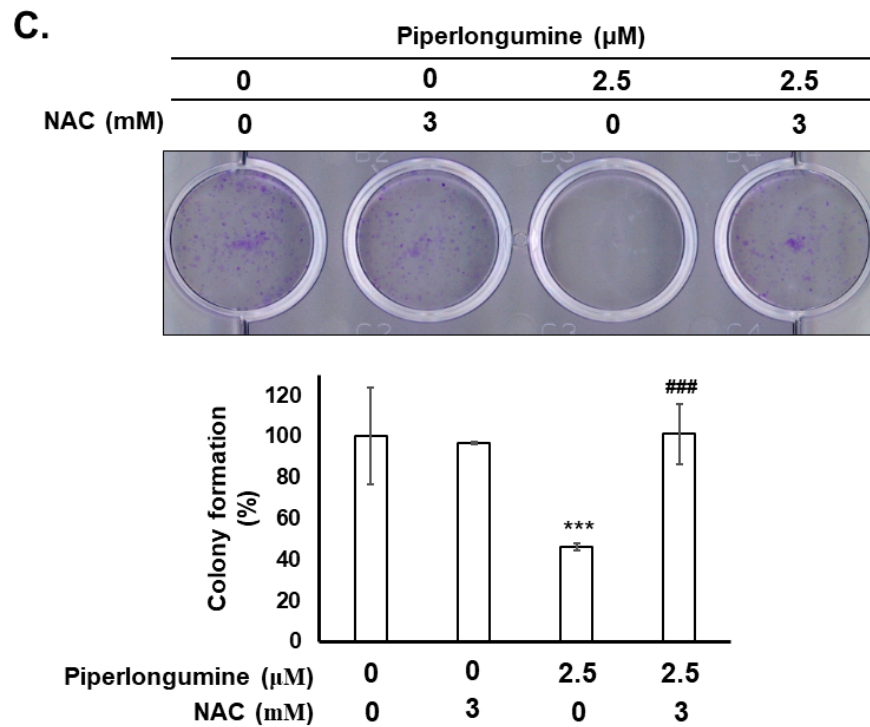 C.
Piperlongumine (µM)
0 0 2.5 2.5
NAC (mM) 0 3 0 3
B2 B3 B4
C2 C3 C4
120
100
80
60
40
20
0
Colony formation
(%)
***
###
Piperlongumine (µM) 0 0 2.5 2.5
NAC (mM) 0 3 0 3